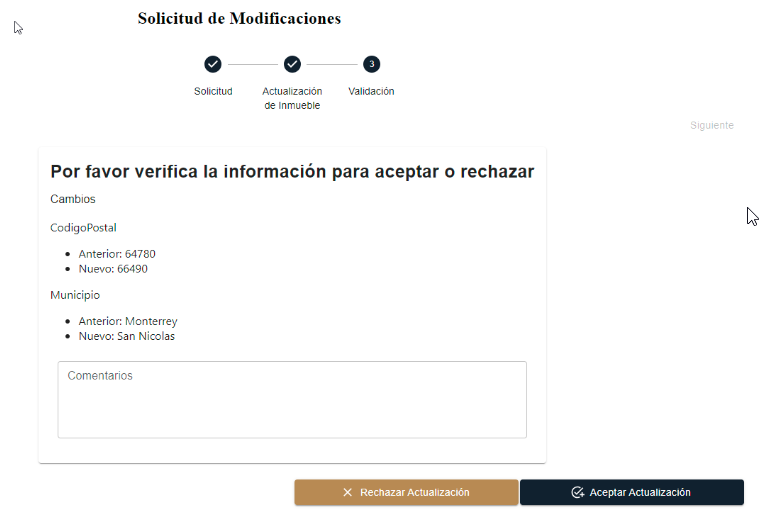 Solicitud de Modificaciones
3
Solicitud
Actualización
de Inmueble
Validación
Siguiente
Por favor verifica la información para aceptar o rechazar
Cambios
CodigoPostal
Anterior: 64780
Nuevo: 66490
Municipio
Anterior: Monterrey
Nuevo: San Nicolas
Comentarios
Rechazar Actualización
Aceptar Actualización